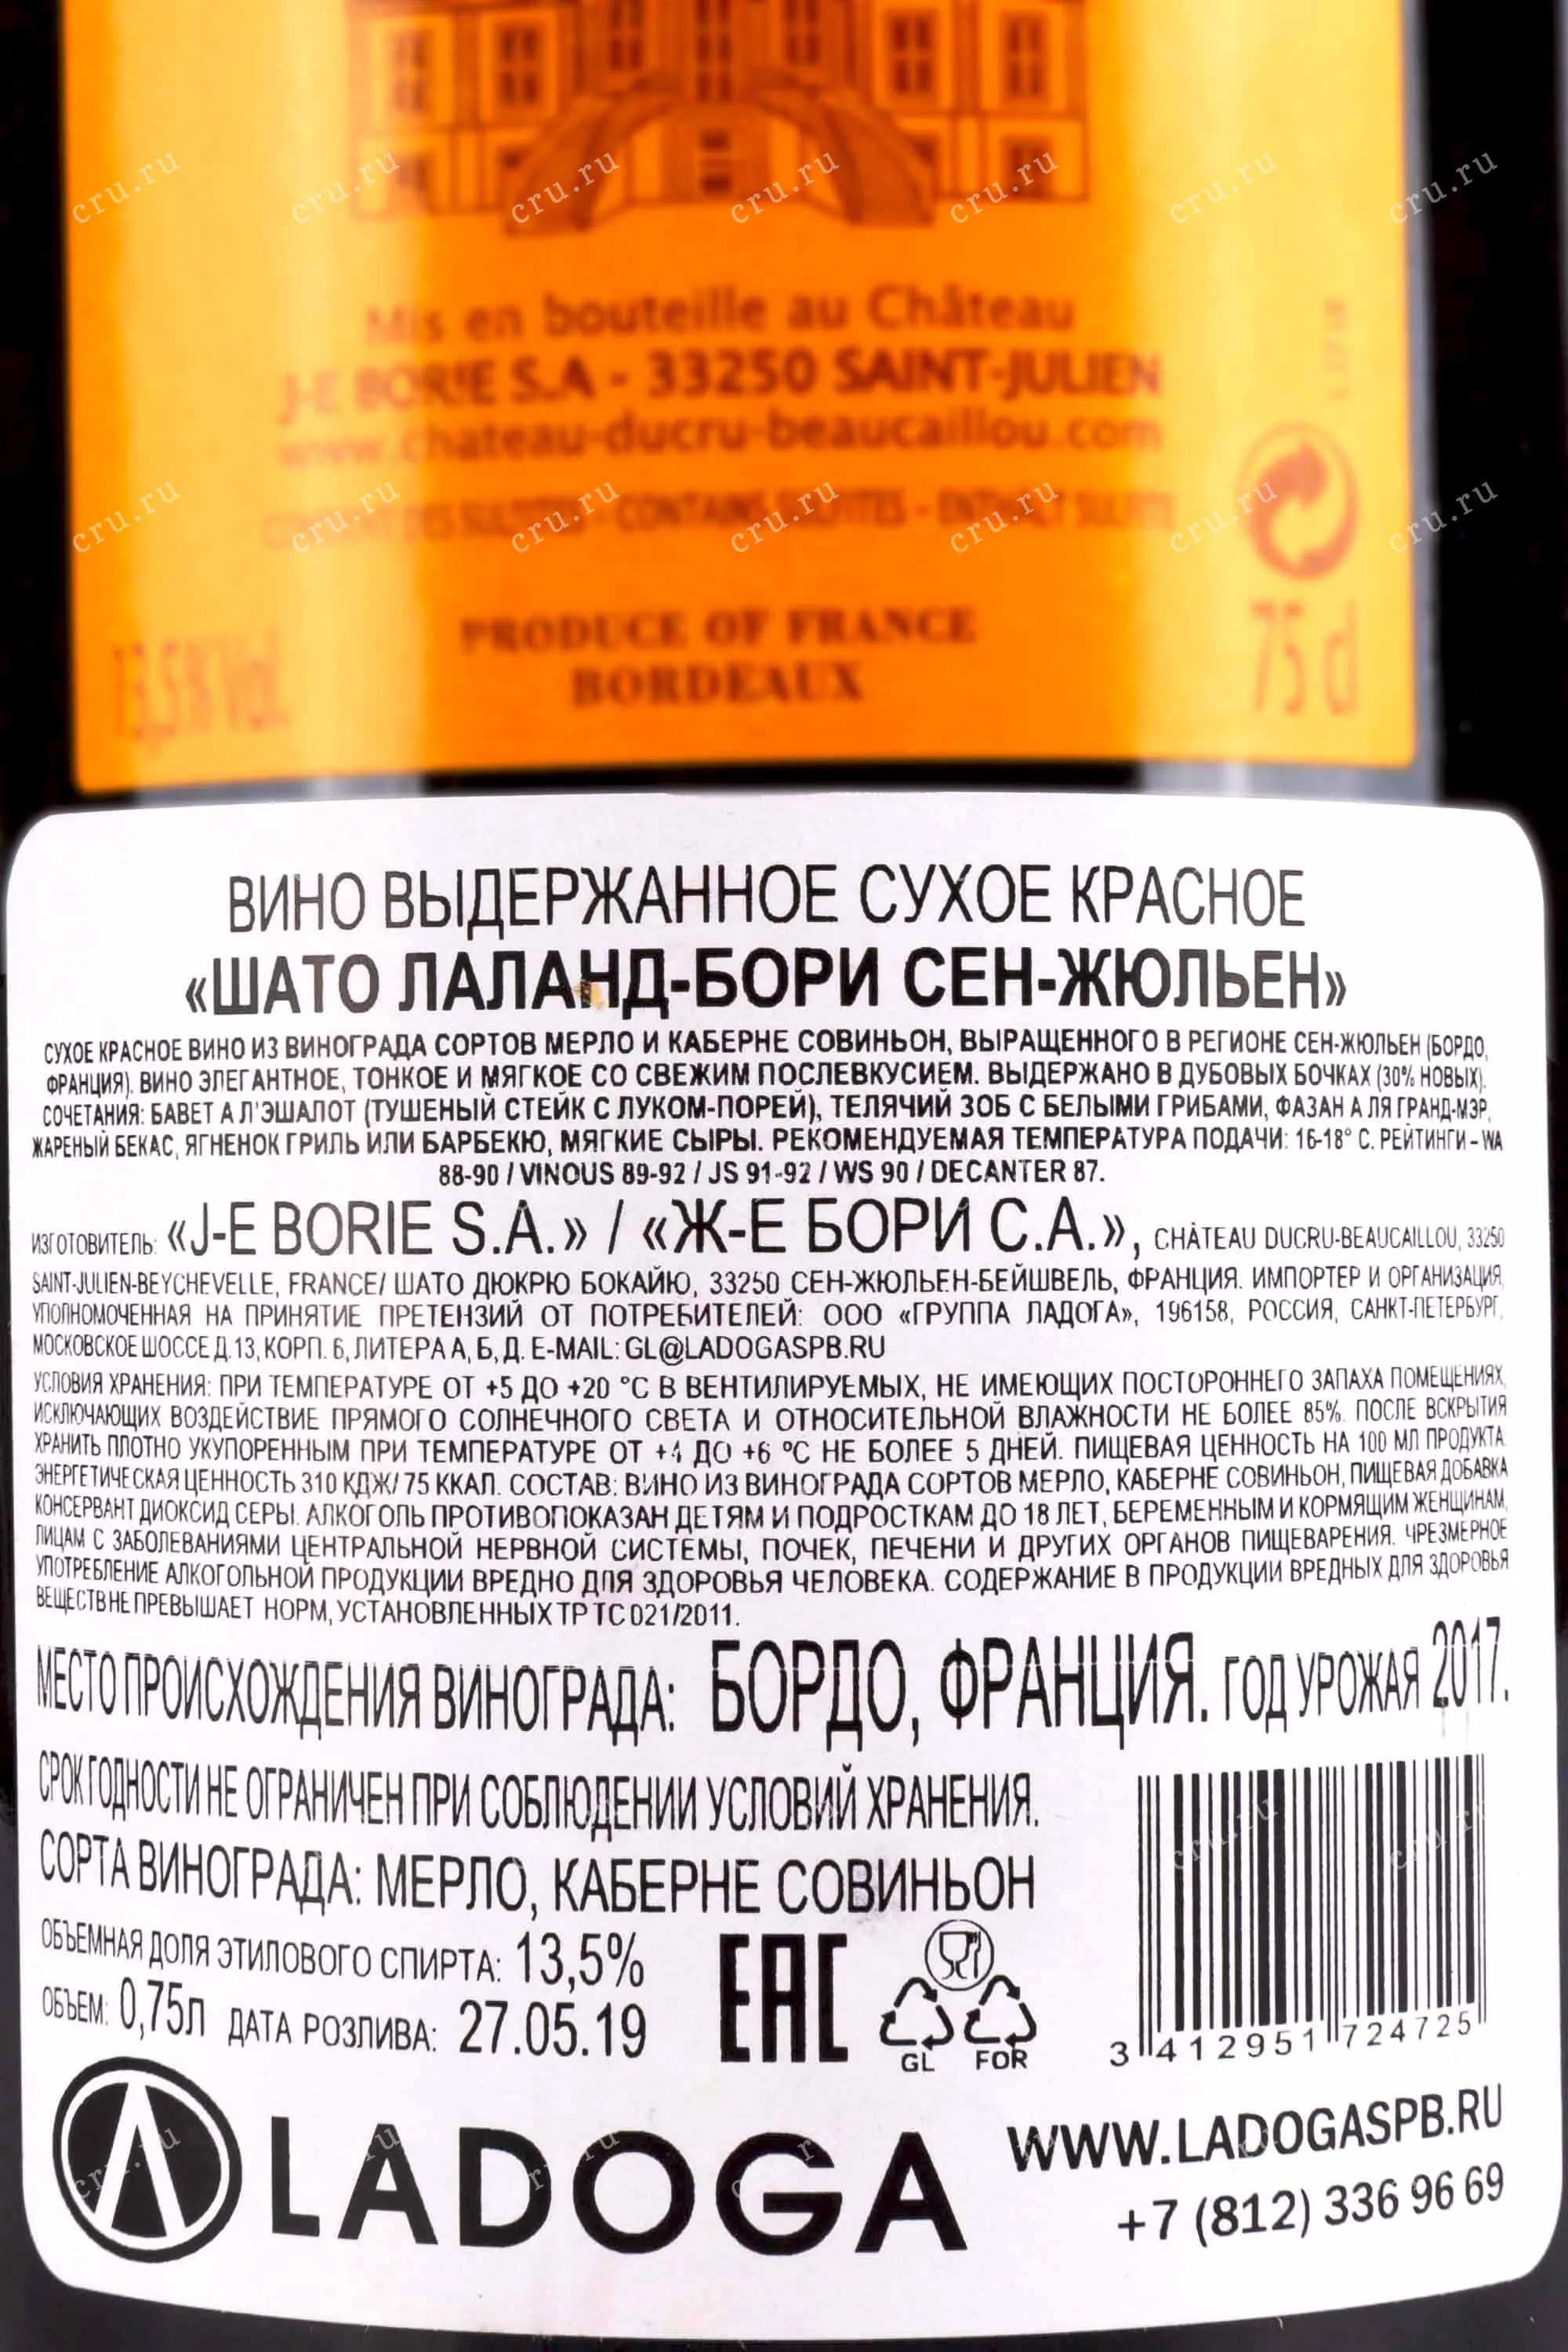 Mis en bouteille au Château
J-E BORIE S.A - 33250 SAINT-JULIEN
www.chateau-ducru-beaucaillou.com
CONTIENT DES SULFITES - CONTAINS SULFITES - ENTHÄLT SULFITE
PRODUCE OF FRANCE
BORDEAUX
13,5% Vol.
75 cl
ВИНО ВЫДЕРЖАННОЕ СУХОЕ КРАСНОЕ
«ШАТО ЛАЛАНД-БОРИ СЕН-ЖЮЛЬЕН»
СУХОЕ КРАСНОЕ ВИНО ИЗ ВИНОГРАДА СОРТОВ МЕРЛО И КАБЕРНЕ СОВИНЬОН, ВЫРАЩЕННОГО В РЕГИОНЕ СЕН-ЖЮЛЬЕН (БОРДО,
ФРАНЦИЯ). ВИНО ЭЛЕГАНТНОЕ, ТОНКОЕ И МЯГКОЕ СО СВЕЖИМ ПОСЛЕВКУСИЕМ. ВЫДЕРЖАНО В ДУБОВЫХ БОЧКАХ (30% НОВЫХ).
СОЧЕТАНИЯ: БАВЕТ А Л'ЭШАЛОТ (ТУШЕНЫЙ СТЕЙК С ЛУКОМ-ПОРЕЙ), ТЕЛЯЧИЙ ЗОБ С БЕЛЫМИ ГРИБАМИ, ФАЗАН А ЛЯ ГРАНД-МЭР,
ЖАРЕНЫЙ БЕКАС, ЯГНЕНОК ГРИЛЬ ИЛИ БАРБЕКЮ, МЯГКИЕ СЫРЫ. РЕКОМЕНДУЕМАЯ ТЕМПЕРАТУРА ПОДАЧИ: 16-18° С. РЕЙТИНГИ - WA
88-90 / VINOUS 89-92 / JS 91-92 / WS 90 / DECANTER 87.
ИЗГОТОВИТЕЛЬ: «J-E BORIE S.A.» / «Ж-Е БОРИ С.А.», CHÂTEAU DUCRU-BEAUCAILLOU, 33250
SAINT-JULIEN-BEYCHEVELLE, FRANCE/ ШАТО ДЮКРЮ БОКАЙЮ, 33250 СЕН-ЖЮЛЬЕН-БЕЙШВЕЛЬ, ФРАНЦИЯ. ИМПОРТЕР И ОРГАНИЗАЦИЯ,
УПОЛНОМОЧЕННАЯ НА ПРИНЯТИЕ ПРЕТЕНЗИЙ ОТ ПОТРЕБИТЕЛЕЙ: ООО «ГРУППА ЛАДОГА», 196158, РОССИЯ, САНКТ-ПЕТЕРБУРГ,
МОСКОВСКОЕ ШОССЕ Д.13, КОРП. 6, ЛИТЕРА А, Б, Д. E-MAIL: GL@LADOGASPB.RU
УСЛОВИЯ ХРАНЕНИЯ: ПРИ ТЕМПЕРАТУРЕ ОТ +5 ДО +20 °С В ВЕНТИЛИРУЕМЫХ, НЕ ИМЕЮЩИХ ПОСТОРОННЕГО ЗАПАХА ПОМЕЩЕНИЯХ,
ИСКЛЮЧАЮЩИХ ВОЗДЕЙСТВИЕ ПРЯМОГО СОЛНЕЧНОГО СВЕТА И ОТНОСИТЕЛЬНОЙ ВЛАЖНОСТИ НЕ БОЛЕЕ 85%. ПОСЛЕ ВСКРЫТИЯ
ХРАНИТЬ ПЛОТНО УКУПОРЕННЫМ ПРИ ТЕМПЕРАТУРЕ ОТ +4 ДО +6 °С НЕ БОЛЕЕ 5 ДНЕЙ. ПИЩЕВАЯ ЦЕННОСТЬ НА 100 МЛ ПРОДУКТА:
ЭНЕРГЕТИЧЕСКАЯ ЦЕННОСТЬ 310 КДЖ/ 75 ККАЛ. СОСТАВ: ВИНО ИЗ ВИНОГРАДА СОРТОВ МЕРЛО, КАБЕРНЕ СОВИНЬОН, ПИЩЕВАЯ ДОБАВКА
КОНСЕРВАНТ ДИОКСИД СЕРЫ. АЛКОГОЛЬ ПРОТИВОПОКАЗАН ДЕТЯМ И ПОДРОСТКАМ ДО 18 ЛЕТ, БЕРЕМЕННЫМ И КОРМЯЩИМ ЖЕНЩИНАМ,
ЛИЦАМ С ЗАБОЛЕВАНИЯМИ ЦЕНТРАЛЬНОЙ НЕРВНОЙ СИСТЕМЫ, ПОЧЕК, ПЕЧЕНИ И ДРУГИХ ОРГАНОВ ПИЩЕВАРЕНИЯ. ЧРЕЗМЕРНОЕ
УПОТРЕБЛЕНИЕ АЛКОГОЛЬНОЙ ПРОДУКЦИИ ВРЕДНО ДЛЯ ЗДОРОВЬЯ ЧЕЛОВЕКА. СОДЕРЖАНИЕ В ПРОДУКЦИИ ВРЕДНЫХ ДЛЯ ЗДОРОВЬЯ
ВЕЩЕСТВ НЕ ПРЕВЫШАЕТ НОРМ, УСТАНОВЛЕННЫХ ТР ТС 021/2011.
МЕСТО ПРОИСХОЖДЕНИЯ ВИНОГРАДА: БОРДО, ФРАНЦИЯ. ГОД УРОЖАЯ 2017.
СРОК ГОДНОСТИ НЕ ОГРАНИЧЕН ПРИ СОБЛЮДЕНИИ УСЛОВИЙ ХРАНЕНИЯ.
СОРТА ВИНОГРАДА: МЕРЛО, КАБЕРНЕ СОВИНЬОН
ОБЪЕМНАЯ ДОЛЯ ЭТИЛОВОГО СПИРТА: 13,5%
ОБЪЕМ: 0,75л ДАТА РОЗЛИВА: 27.05.19
EAC
GL FOR
3 412951 724725
LADOGA
WWW.LADOGASPB.RU
+7 (812) 336 96 69
cru.ru